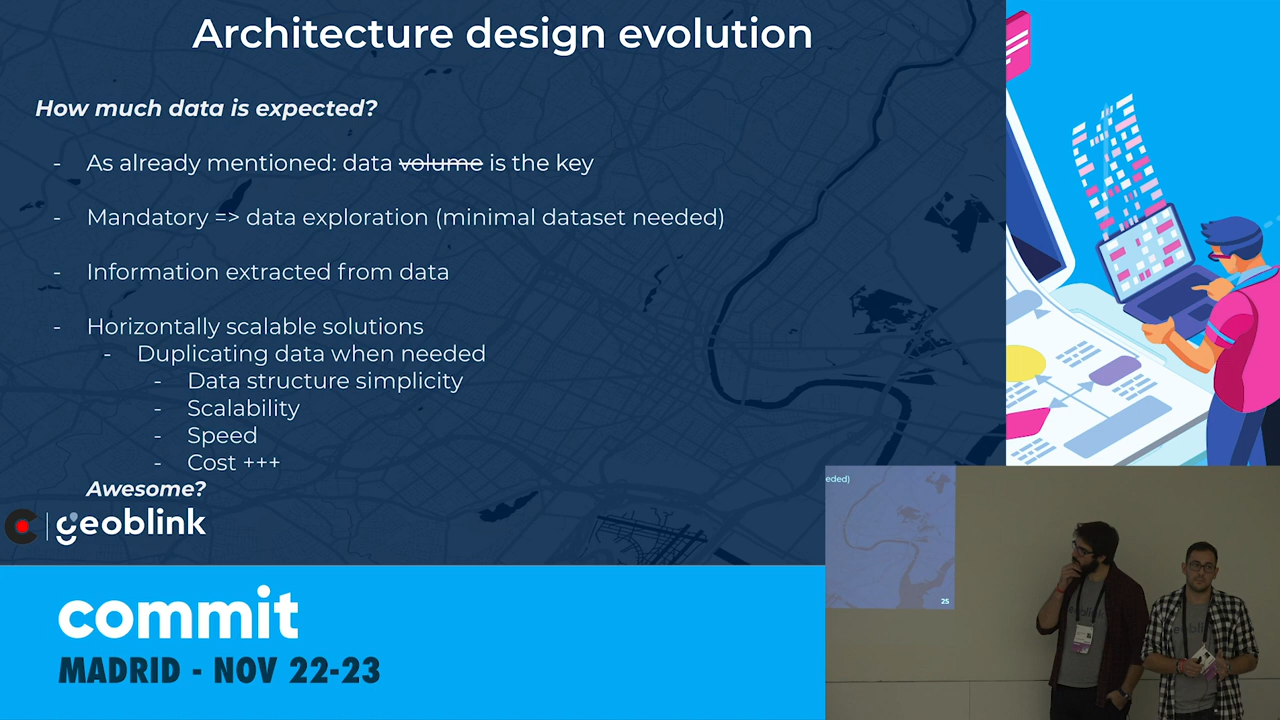 Architecture design evolution
How much data is expected?
- As already mentioned: data volume is the key
- Mandatory => data exploration (minimal dataset needed)
- Information extracted from data
- Horizontally scalable solutions
- Duplicating data when needed
- Data structure simplicity
- Scalability
- Speed
- Cost +++
Awesome?
geoblink
eded)
25
commit
MADRID - NOV 22-23